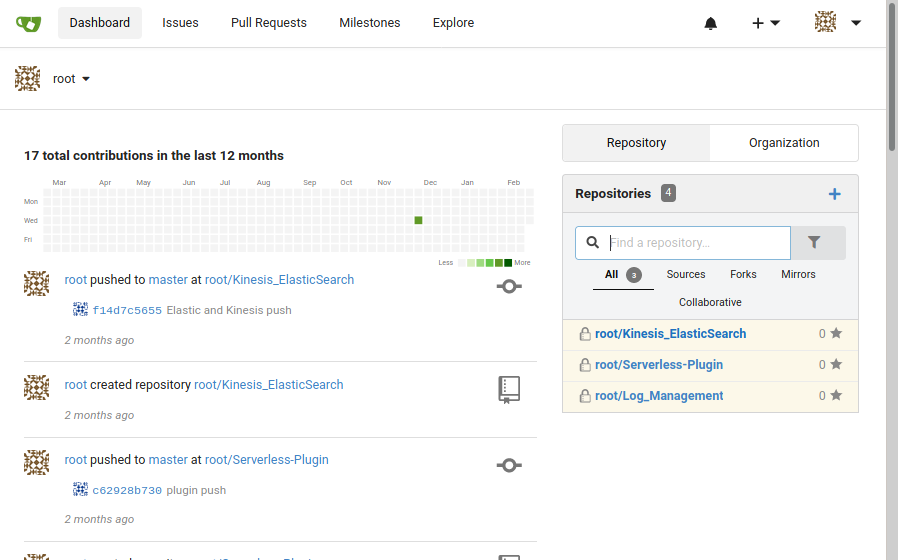 Dashboard Issues Pull Requests Milestones Explore
root
17 total contributions in the last 12 months
Mar Apr May Jun Jul Aug Sep Oct Nov Dec Jan Feb
Mon
Wed
Fri
Less More
root pushed to master at root/Kinesis_ElasticSearch
f14d7c5655 Elastic and Kinesis push
2 months ago
root created repository root/Kinesis_ElasticSearch
2 months ago
root pushed to master at root/Serverless-Plugin
c62928b730 plugin push
2 months ago
Repository Organization
Repositories 4
Find a repository...
All 3 Sources Forks Mirrors
Collaborative
root/Kinesis_ElasticSearch 0
root/Serverless-Plugin 0
root/Log_Management 0